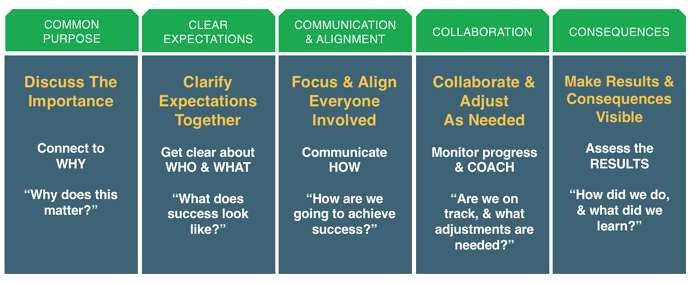 COMMON
PURPOSE
CLEAR
EXPECTATIONS
COMMUNICATION
& ALIGNMENT
COLLABORATION
CONSEQUENCES
Discuss The
Importance
Connect to
WHY
“Why does this
matter?”
Clarify
Expectations
Together
Get clear about
WHO & WHAT
“What does
success look
like?”
Focus & Align
Everyone
Involved
Communicate
HOW
“How are we
going to achieve
success?”
Collaborate &
Adjust
As Needed
Monitor progress
& COACH
“Are we on
track, & what
adjustments are
needed?”
Make Results &
Consequences
Visible
Assess the
RESULTS
“How did we do,
& what did we
learn?”